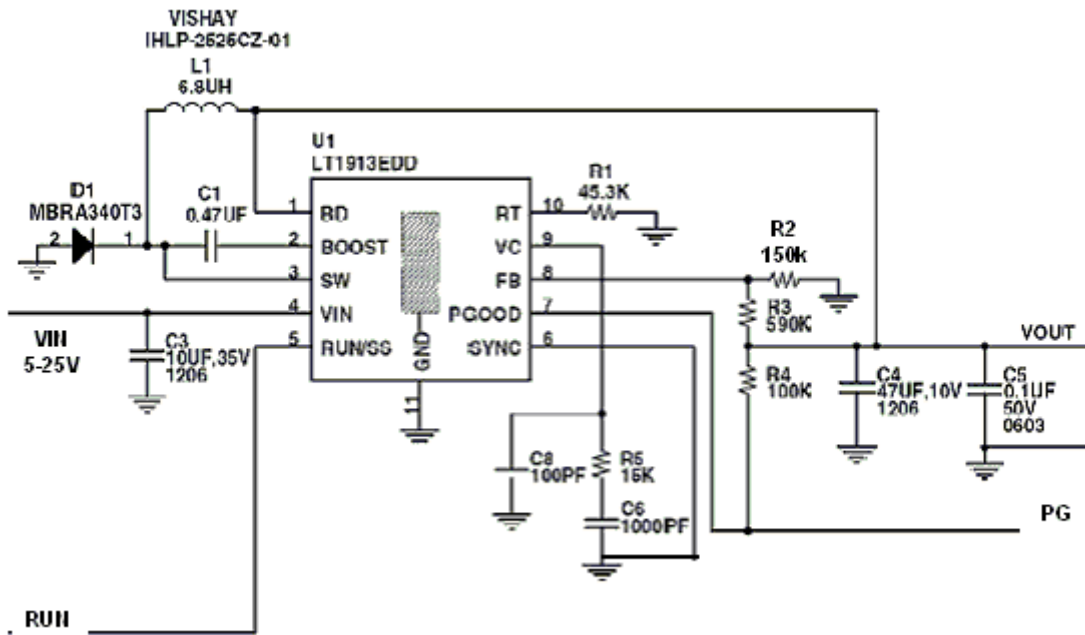 VISHAY
IHLP-2525CZ-01
L1
6.8UH
U1
LT1913EDD
D1
MBRA340T3
C1
0.47UF
R1
45.3K
R2
150k
2
1
1
BD
RT
10
2
BOOST
VC
9
3
SW
FB
8
4
VIN
PGOOD
7
5
RUN/SS
SYNC
6
GND
11
VIN
5-25V
C3
10UF,35V
1206
R3
590K
VOUT
R4
100K
C4
47UF,10V
1206
C5
0.1UF
50V
0603
C8
100PF
R5
15K
C6
1000PF
PG
RUN